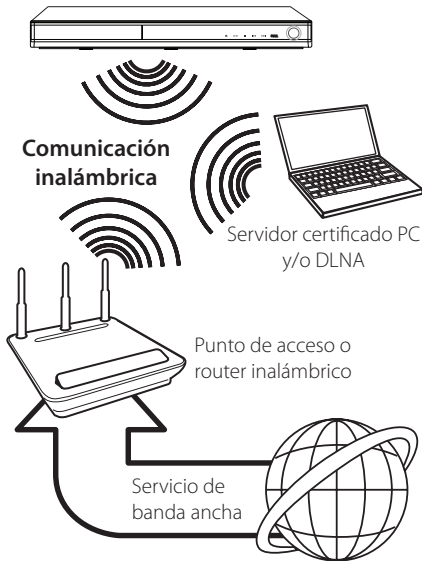 Comunicación
inalámbrica
Servidor certificado PC
y/o DLNA
Punto de acceso o
router inalámbrico
Servicio de
banda ancha